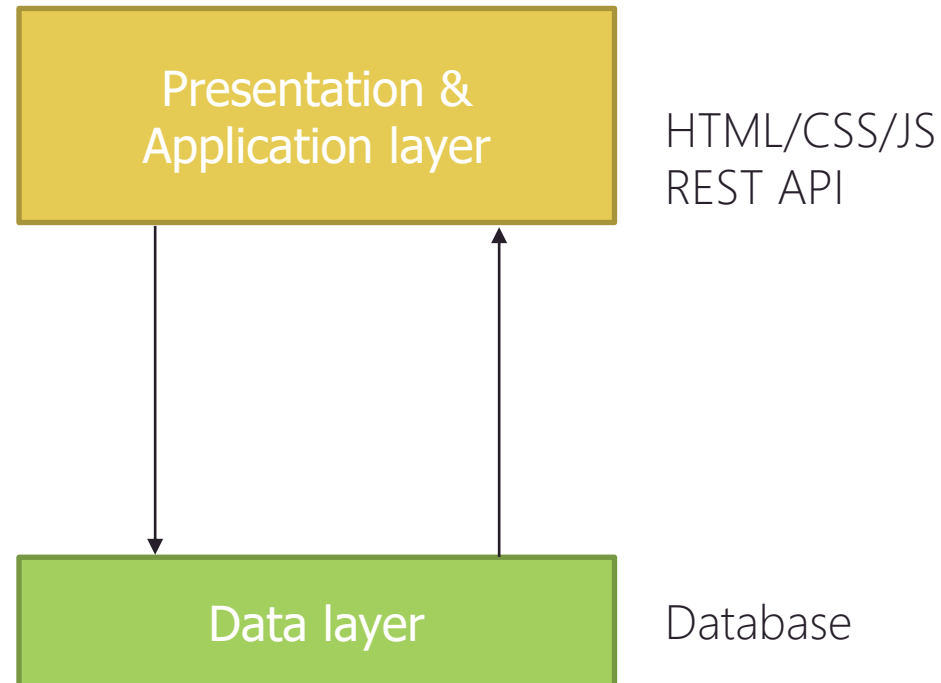 Presentation &
Application layer
HTML/CSS/JS
REST API
Data layer
Database